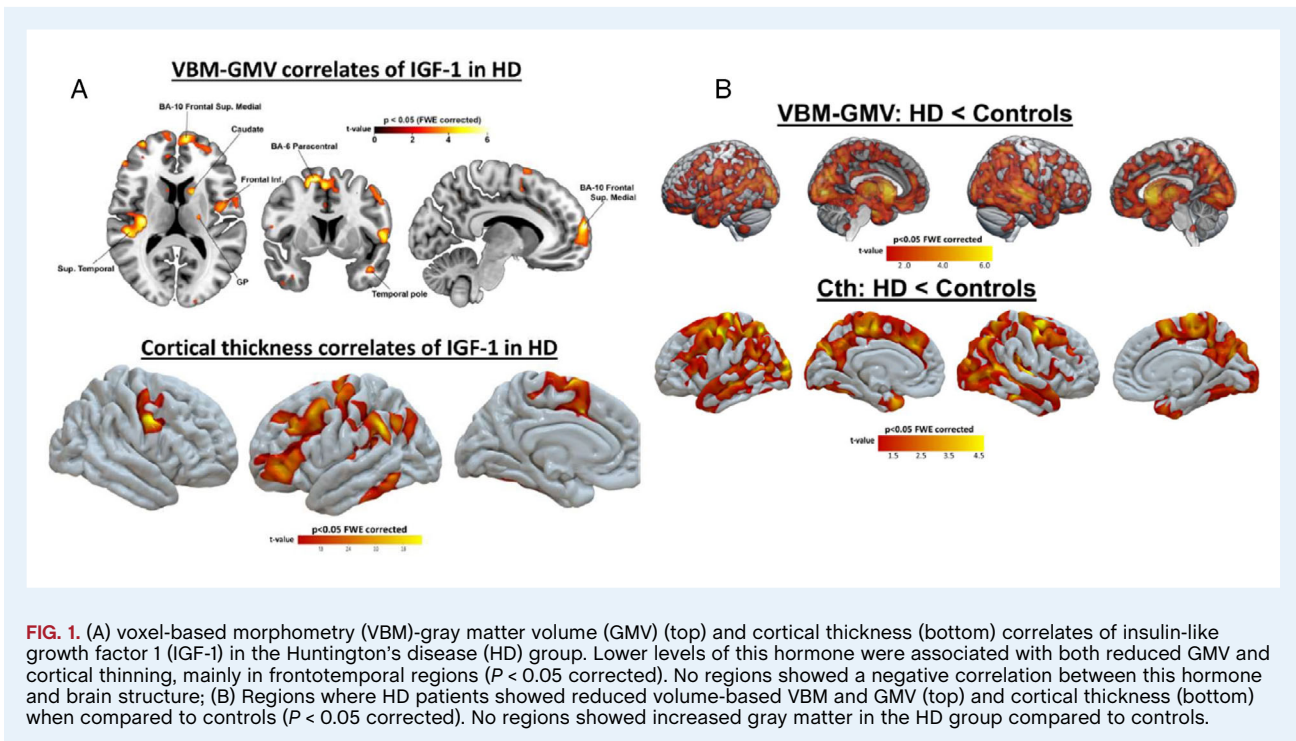 A
VBM-GMV correlates of IGF-1 in HD
BA-10 Frontal Sup. Medial
Caudate
p < 0.05 (FWE corrected)
t-value
0 2 4 6
BA-6 Paracentral
Frontal Inf.
BA-10 Frontal
Sup. Medial
Sup. Temporal
GP
Temporal pole
Cortical thickness correlates of IGF-1 in HD
p<0.05 FWE corrected
t-value
B
VBM-GMV: HD < Controls
p<0.05 FWE corrected
t-value
2.0 4.0 6.0
Cth: HD < Controls
p<0.05 FWE corrected
t-value
1.5 2.5 3.5 4.5
FIG. 1. (A) voxel-based morphometry (VBM)-gray matter volume (GMV) (top) and cortical thickness (bottom) correlates of insulin-like
growth factor 1 (IGF-1) in the Huntington's disease (HD) group. Lower levels of this hormone were associated with both reduced GMV and
cortical thinning, mainly in frontotemporal regions (P < 0.05 corrected). No regions showed a negative correlation between this hormone
and brain structure; (B) Regions where HD patients showed reduced volume-based VBM and GMV (top) and cortical thickness (bottom)
when compared to controls (P < 0.05 corrected). No regions showed increased gray matter in the HD group compared to controls.